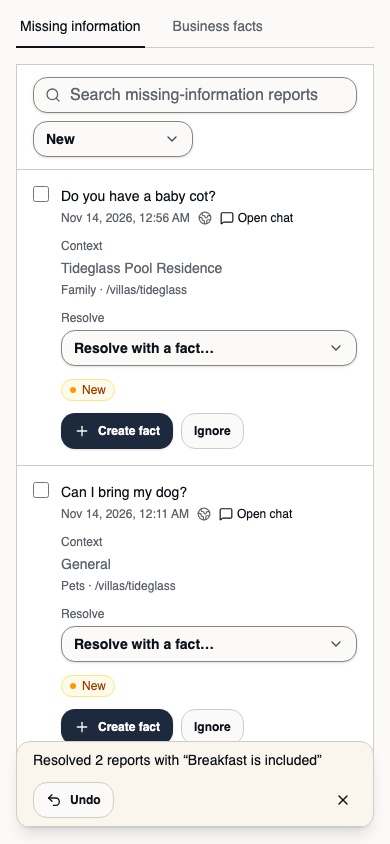 Missing information
Business facts
Search missing-information reports
New
Do you have a baby cot?
Nov 14, 2026, 12:56 AM
Open chat
Context
Tideglass Pool Residence
Family · /villas/tideglass
Resolve
Resolve with a fact…
New
Create fact
Ignore
Can I bring my dog?
Nov 14, 2026, 12:11 AM
Open chat
Context
General
Pets · /villas/tideglass
Resolve
Resolve with a fact…
New
Create fact
Ignore
Resolved 2 reports with “Breakfast is included”
Undo